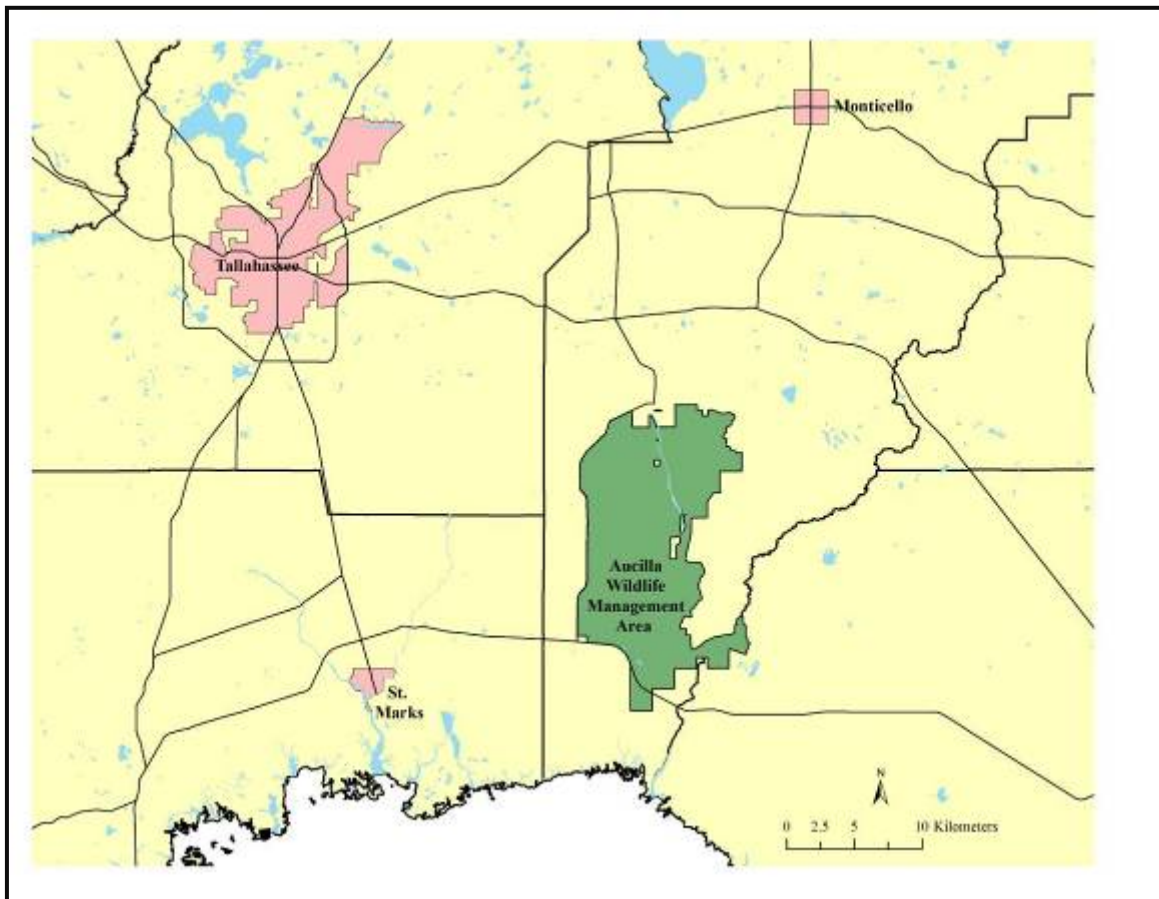 Monticello
Tallahassee
Aucilla
Wildlife
Management
Area
St.
Marks
N
0 2.5 5 10 Kilometers